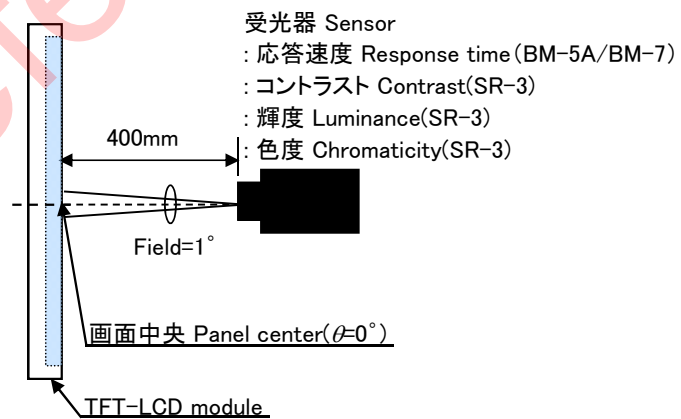 受光器 Sensor
: 応答速度 Response time(BM-5A/BM-7)
: コントラスト Contrast(SR-3)
: 輝度 Luminance(SR-3)
: 色度 Chromaticity(SR-3)
400mm
Field=1°
画面中央 Panel center(θ=0°)
TFT-LCD module